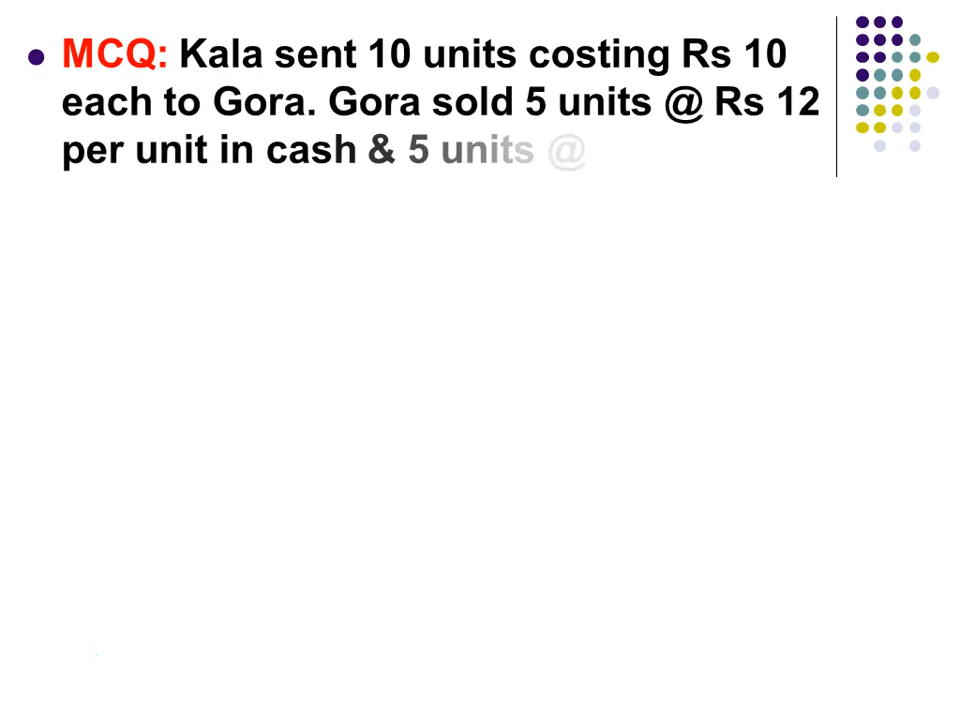 MCQ: Kala sent 10 units costing Rs 10
each to Gora. Gora sold 5 units @ Rs 12
per unit in cash & 5 units @